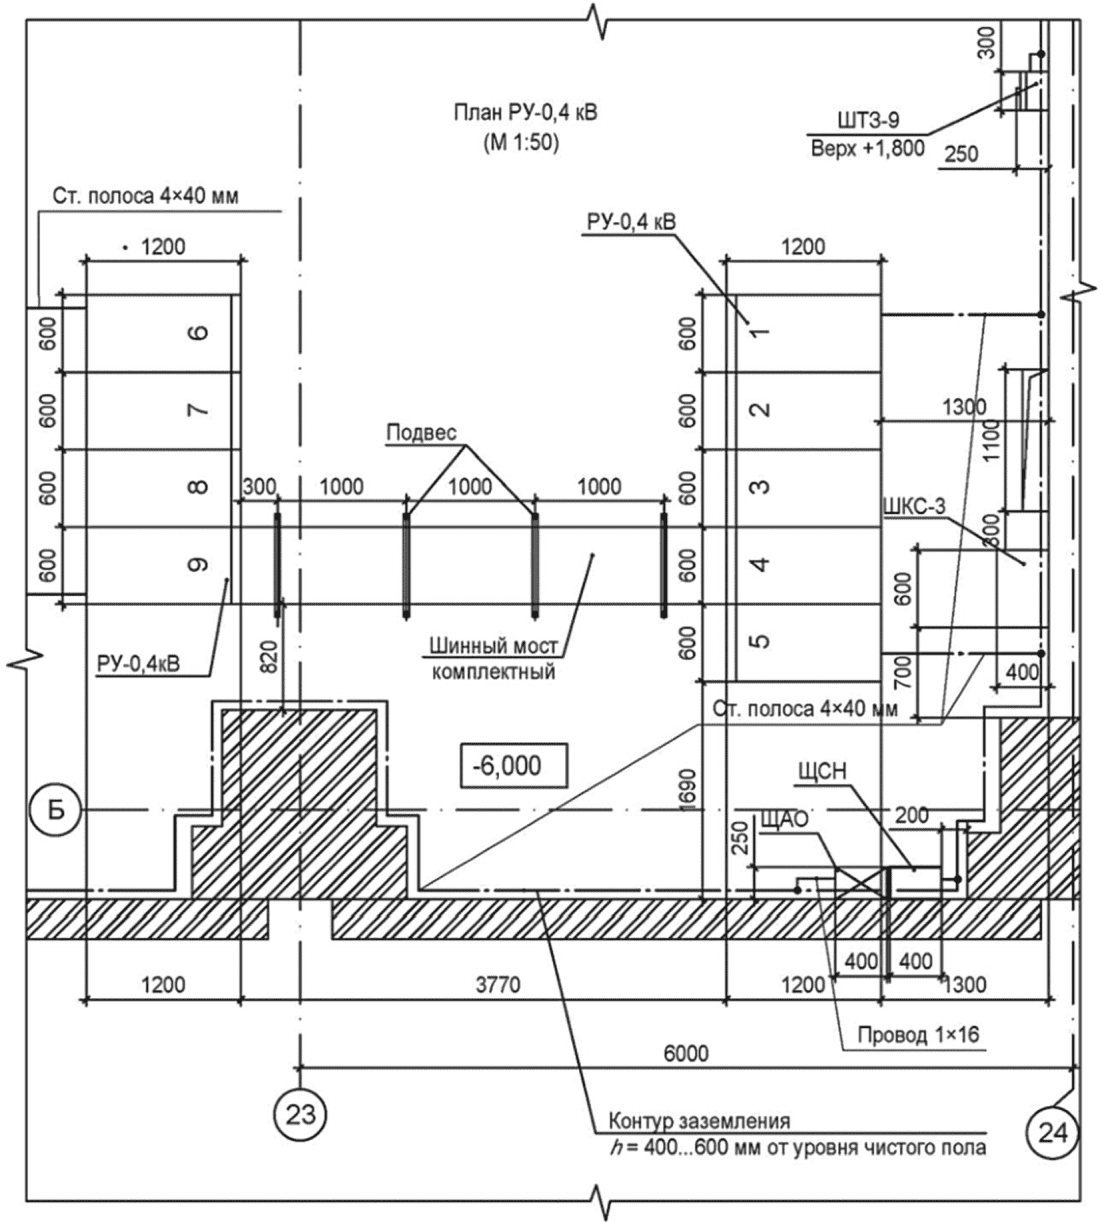 План РУ-0,4 кВ
(М 1:50)
300
ШТЗ-9
Верх +1,800
250
Ст. полоса 4×40 мм
1200
РУ-0,4 кВ
1200
600
6
600
1
600
7
600
2
1300
1100
Подвес
600
8
300
1000
1000
1000
600
3
ШКС-3
300
600
9
600
4
600
РУ-0,4кВ
820
Шинный мост
комплектный
600
5
700
400
Ст. полоса 4×40 мм
-6,000
Б
1690
ЩСН
ЩАО
200
250
400
400
1200
3770
1200
1300
Провод 1×16
6000
23
24
Контур заземления
h = 400...600 мм от уровня чистого пола